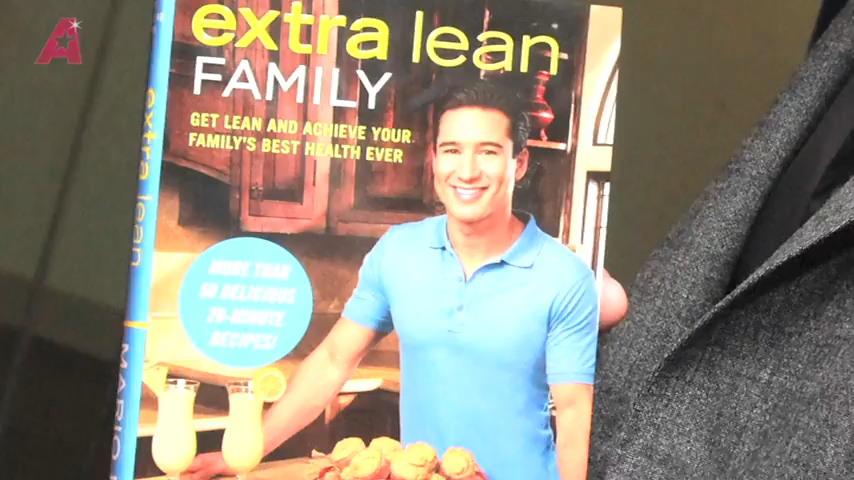 A
extra lean
FAMILY
GET LEAN AND ACHIEVE YOUR
FAMILY'S BEST HEALTH EVER
MORE THAN
50 DELICIOUS
20-MINUTE
RECIPES!
extra lean
MARIO